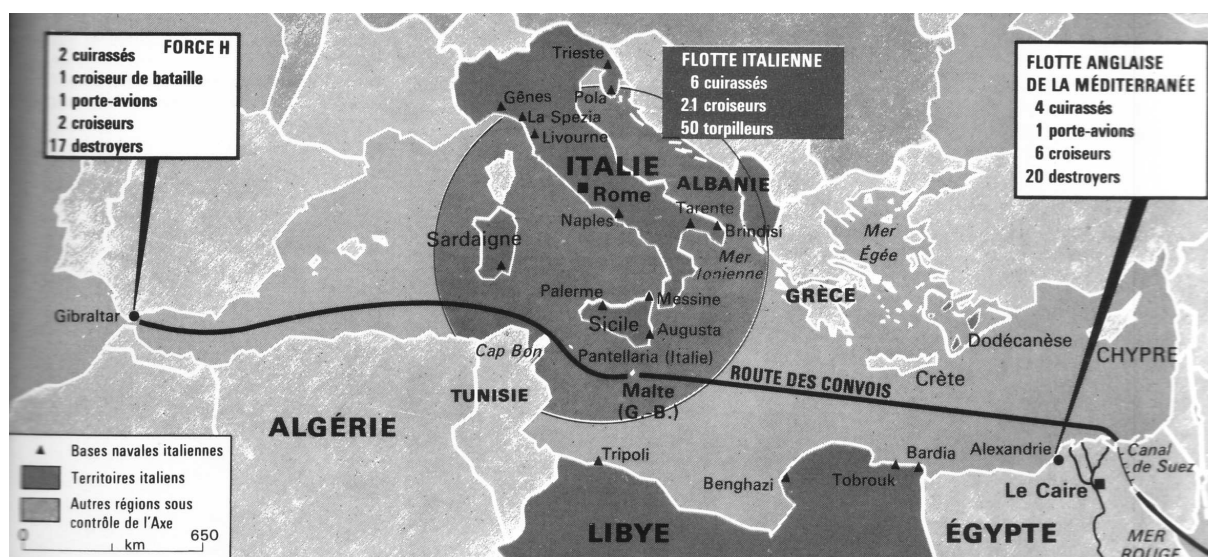 FORCE H
2 cuirassés
1 croiseur de bataille
1 porte-avions
2 croiseurs
17 destroyers
FLOTTE ITALIENNE
6 cuirassés
21 croiseurs
50 torpilleurs
FLOTTE ANGLAISE
DE LA MÉDITERRANÉE
4 cuirassés
1 porte-avions
6 croiseurs
20 destroyers
Trieste
Pola
Gênes
La Spezia
Livourne
ITALIE
Rome
ALBANIE
Naples
Tarente
Brindisi
Sardaigne
Mer
Ionienne
Mer
Égée
Palerme
Messine
GRÈCE
Sicile
Augusta
Gibraltar
Cap Bon
Pantellaria (Italie)
Dodécanèse
CHYPRE
Crète
TUNISIE
Malte
(G.-B.)
ROUTE DES CONVOIS
ALGÉRIE
Tripoli
Benghazi
Tobrouk
Bardia
Alexandrie
Canal
de Suez
Le Caire
LIBYE
ÉGYPTE
MER
ROUGE
Bases navales italiennes
Territoires italiens
Autres régions sous
contrôle de l'Axe
0 km 650